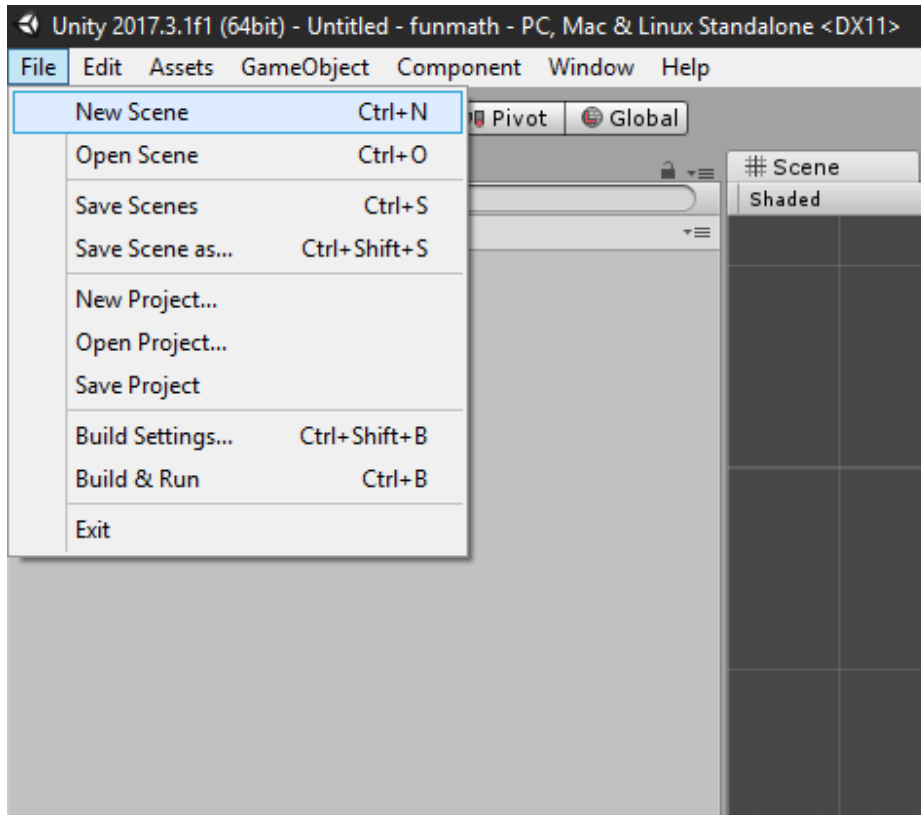 Unity 2017.3.1f1 (64bit) - Untitled - funmath - PC, Mac & Linux Standalone <DX11>
File Edit Assets GameObject Component Window Help
New Scene Ctrl+N
Pivot Global
Open Scene Ctrl+O
Scene
Save Scenes Ctrl+S
Shaded
Save Scene as... Ctrl+Shift+S
New Project...
Open Project...
Save Project
Build Settings... Ctrl+Shift+B
Build & Run Ctrl+B
Exit